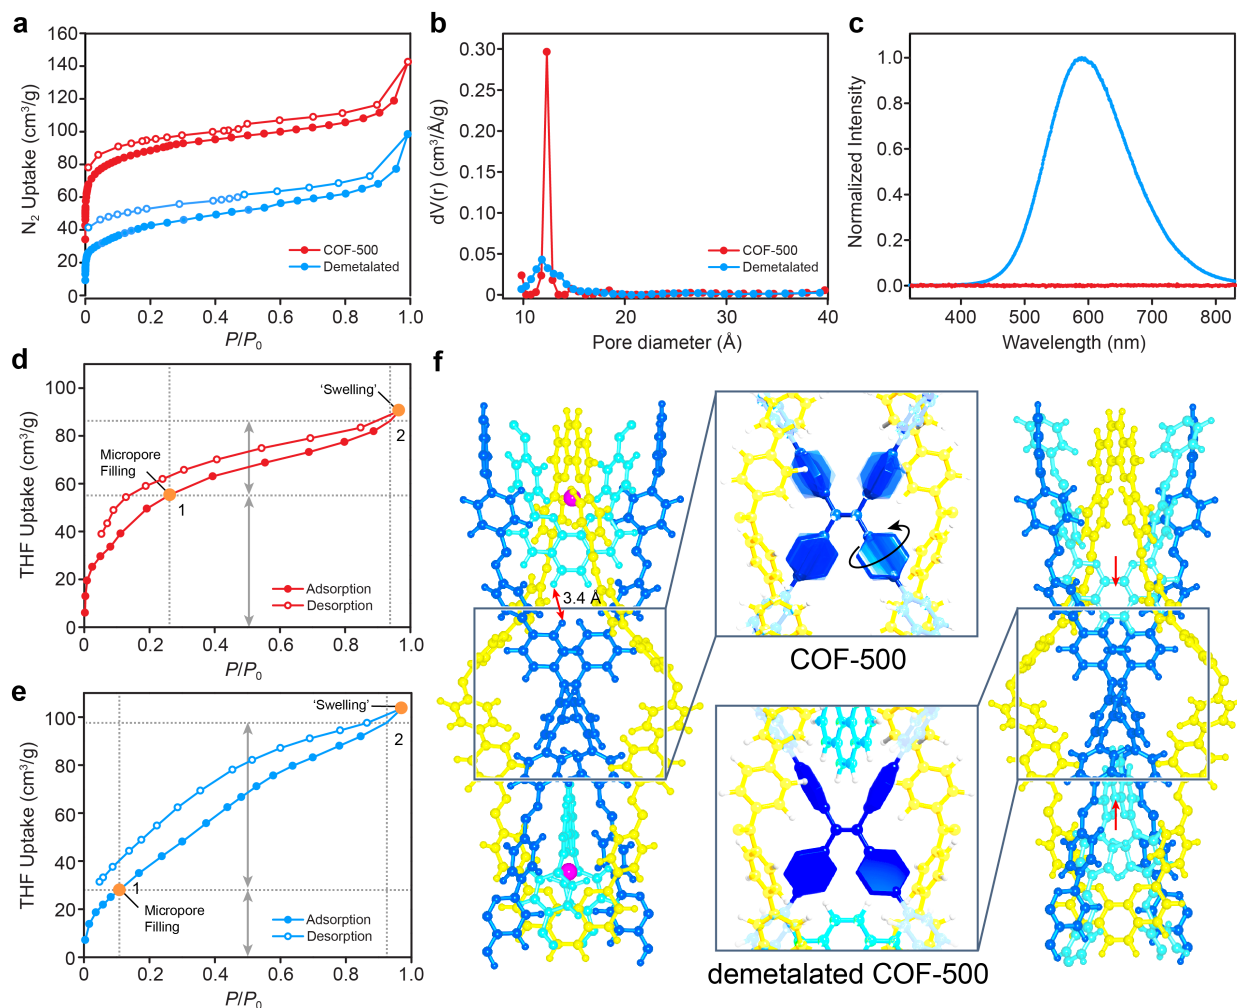 a
160
140
120
100
80
60
40
20
0
N2 Uptake (cm3/g)
COF-500
Demetalated
0
0.2
0.4
0.6
0.8
1.0
P/P0
b
0.30
0.25
0.20
0.15
0.10
0.05
0
dV(r) (cm3/Å/g)
COF-500
Demetalated
10
20
30
40
Pore diameter (Å)
c
1.0
0.8
0.6
0.4
0.2
0.0
Normalized Intensity
400
500
600
700
800
Wavelength (nm)
d
100
80
60
40
20
0
THF Uptake (cm3/g)
‘Swelling’
2
Micropore
Filling
1
Adsorption
Desorption
0
0.2
0.4
0.6
0.8
1.0
P/P0
e
100
80
60
40
20
0
THF Uptake (cm3/g)
‘Swelling’
2
1
Micropore
Filling
Adsorption
Desorption
0
0.2
0.4
0.6
0.8
1.0
P/P0
f
3.4 Å
COF-500
demetalated COF-500